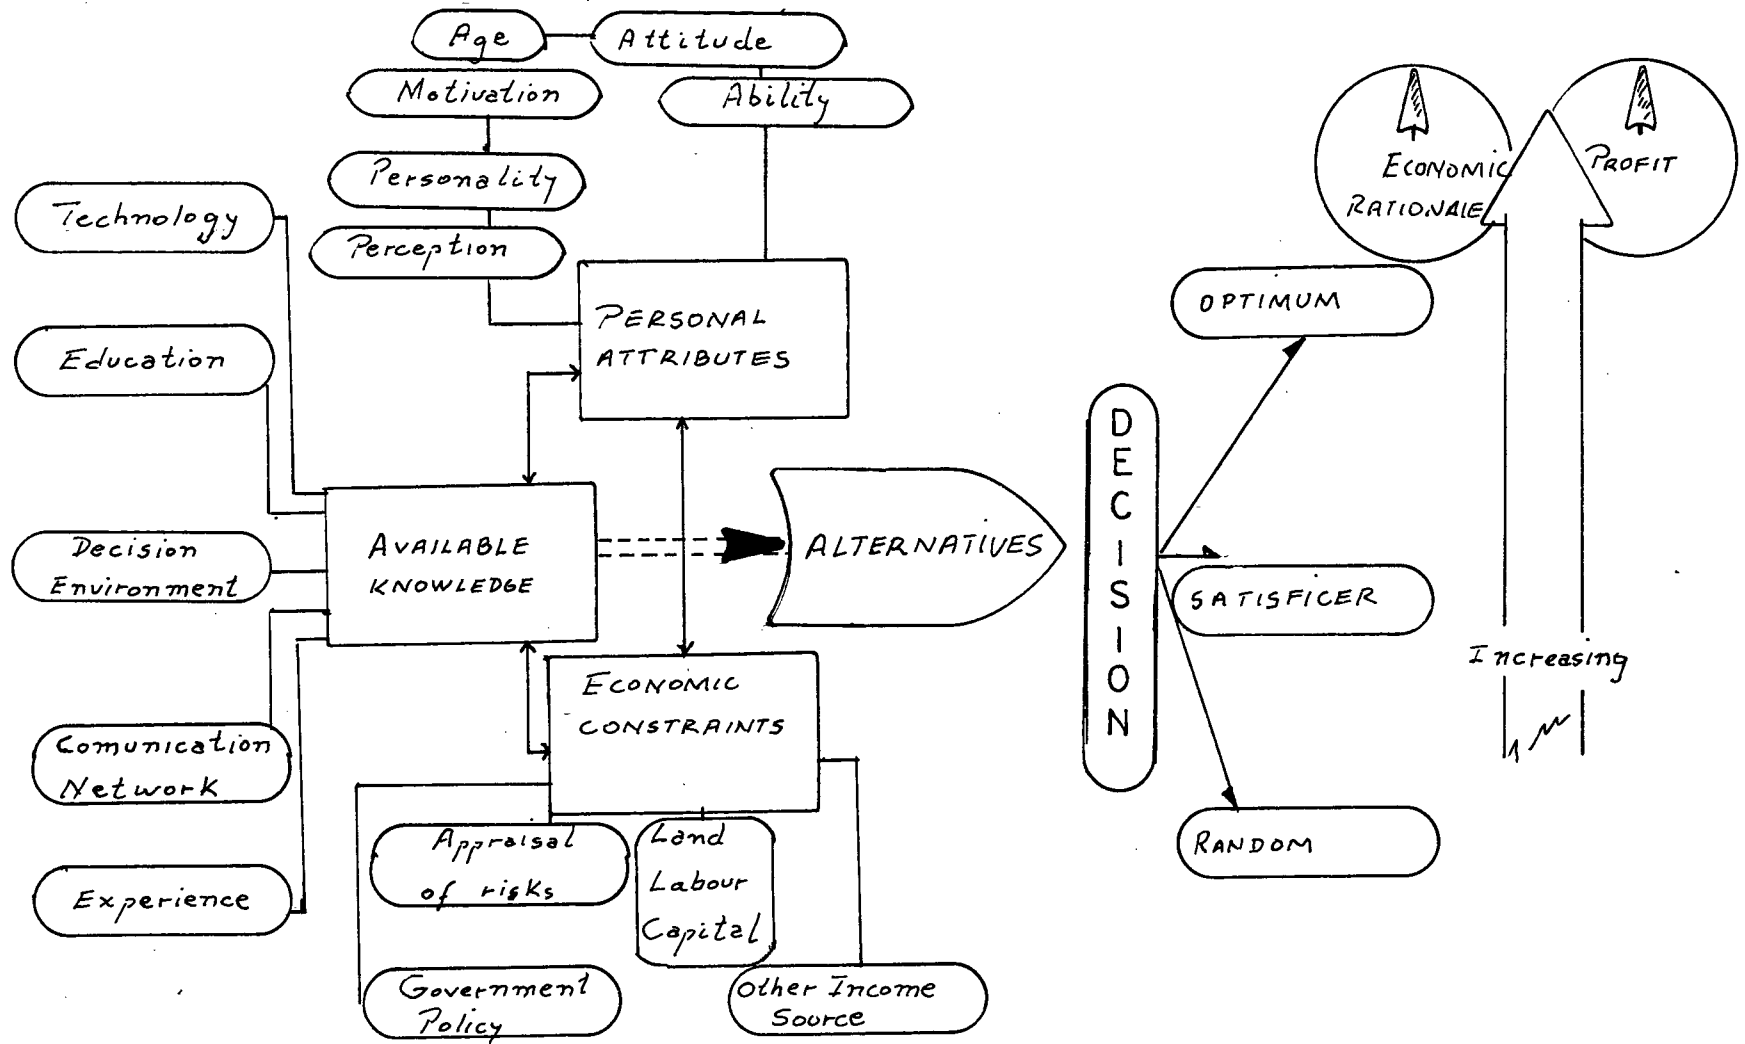 Age
Attitude
Motivation
Ability
Personality
Perception
Technology
Education
Decision
Environment
Comunication
Network
Experience
PERSONAL
ATTRIBUTES
AVAILABLE
KNOWLEDGE
ECONOMIC
CONSTRAINTS
Appraisal
of risks
Land
Labour
Capital
Government
Policy
Other Income
Source
ALTERNATIVES
DECISION
OPTIMUM
SATISFICER
RANDOM
ECONOMIC
RATIONALE
PROFIT
Increasing